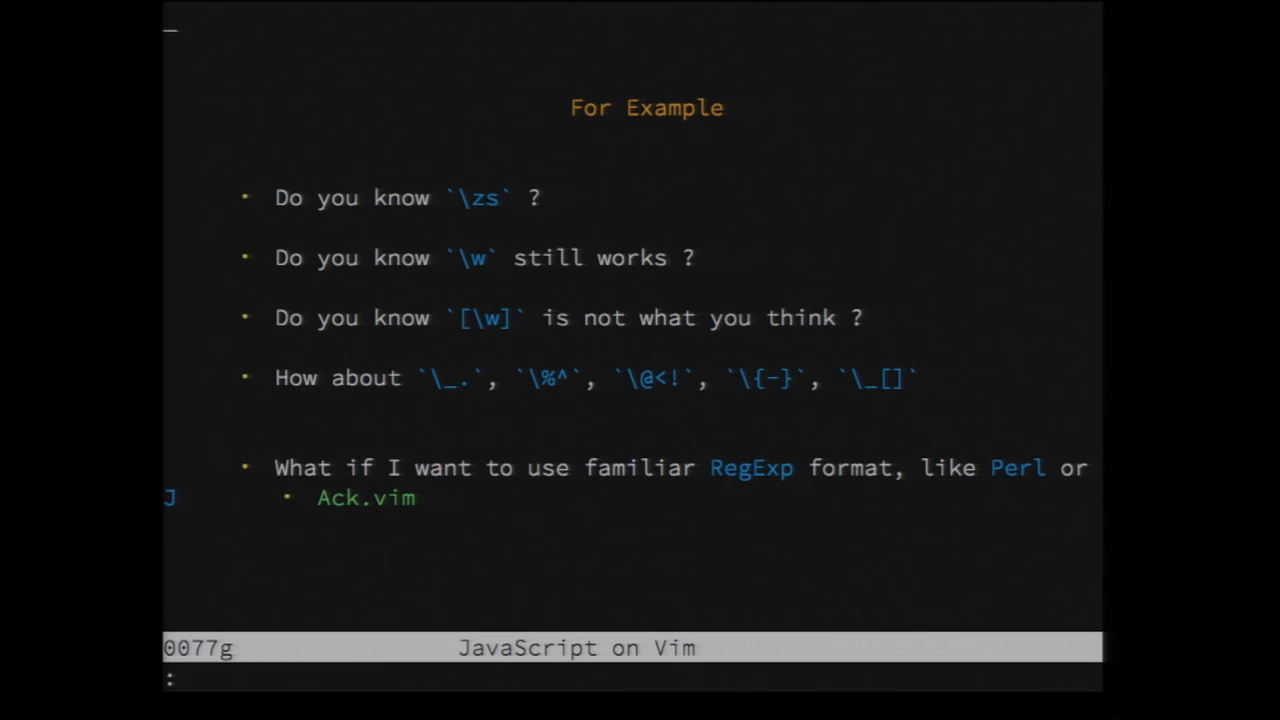 For Example
• Do you know `\zs` ?
• Do you know `\w` still works ?
• Do you know `[\w]` is not what you think ?
• How about `\_.`, `\%^`, `\@<!`, `\{-}`, `\_[]`
• What if I want to use familiar RegExp format, like Perl or
J • Ack.vim
0077g JavaScript on Vim
: